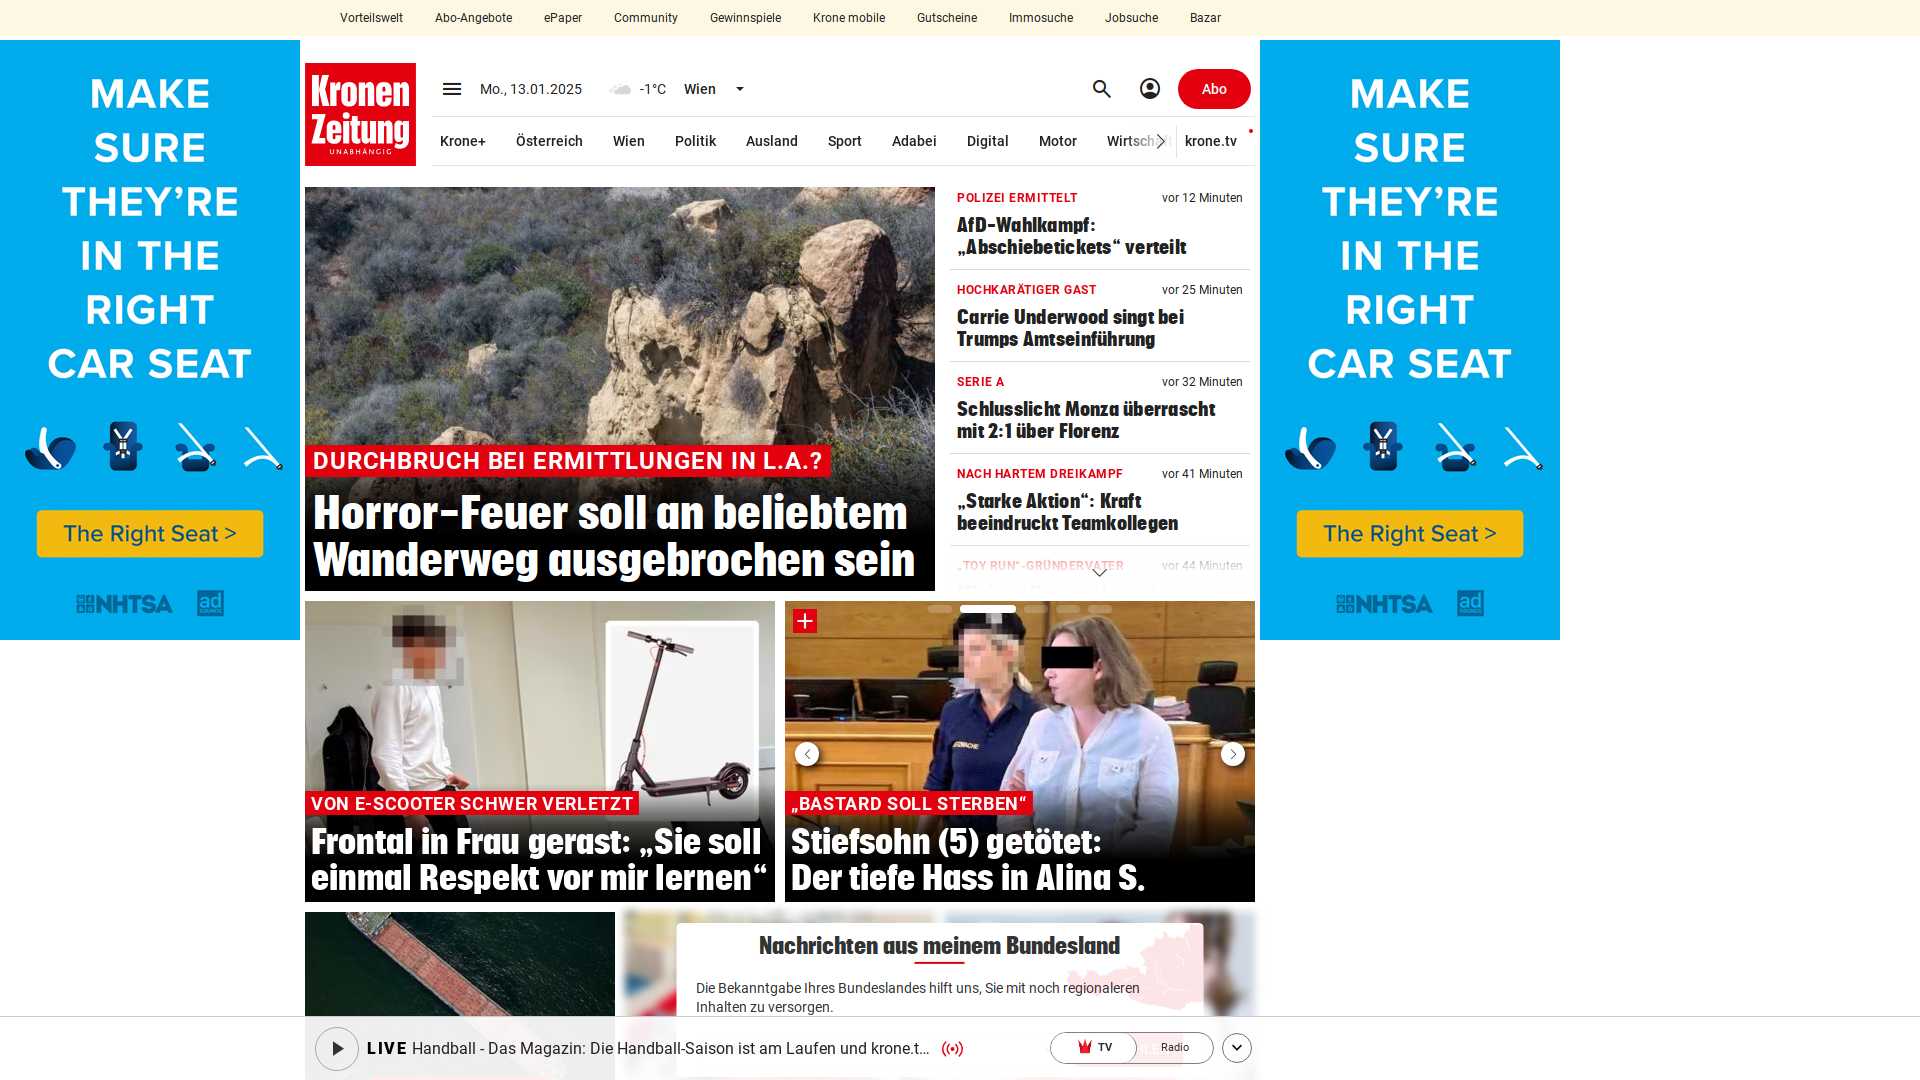 Vorteilswelt Abo-Angebote ePaper Community Gewinnspiele Krone mobile Gutscheine Immosuche Jobsuche Bazar
MAKE
SURE
THEY'RE
IN THE
RIGHT
CAR SEAT
The Right Seat >
NHTSA ad
Kronen
Zeitung
UNABHÄNGIG
Mo., 13.01.2025 -1°C Wien
Abo
Krone+ Österreich Wien Politik Ausland Sport Adabei Digital Motor Wirtschaft krone.tv
DURCHBRUCH BEI ERMITTLUNGEN IN L.A.?
Horror-Feuer soll an beliebtem
Wanderweg ausgebrochen sein
POLIZEI ERMITTELT vor 12 Minuten
AfD-Wahlkampf:
„Abschiebetickets“ verteilt
HOCHKARÄTIGER GAST vor 25 Minuten
Carrie Underwood singt bei
Trumps Amtseinführung
SERIE A vor 32 Minuten
Schlusslicht Monza überrascht
mit 2:1 über Florenz
NACH HARTEM DREIKAMPF vor 41 Minuten
„Starke Aktion“: Kraft
beeindruckt Teamkollegen
„TOY RUN“-GRÜNDERVATER vor 44 Minuten
VON E-SCOOTER SCHWER VERLETZT
Frontal in Frau gerast: „Sie soll
einmal Respekt vor mir lernen“
„BASTARD SOLL STERBEN“
Stiefsohn (5) getötet:
Der tiefe Hass in Alina S.
Nachrichten aus meinem Bundesland
Die Bekanntgabe Ihres Bundeslandes hilft uns, Sie mit noch regionaleren
Inhalten zu versorgen.
LIVE Handball - Das Magazin: Die Handball-Saison ist am Laufen und krone.t...
TV Radio
MAKE
SURE
THEY'RE
IN THE
RIGHT
CAR SEAT
The Right Seat >
NHTSA ad